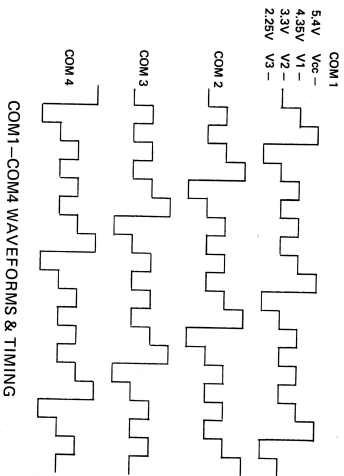 COM 1
5.4V Vcc –
4.35V V1 –
3.3V V2 –
2.25V V3 –
COM 2
COM 3
COM 4
COM1–COM4 WAVEFORMS & TIMING